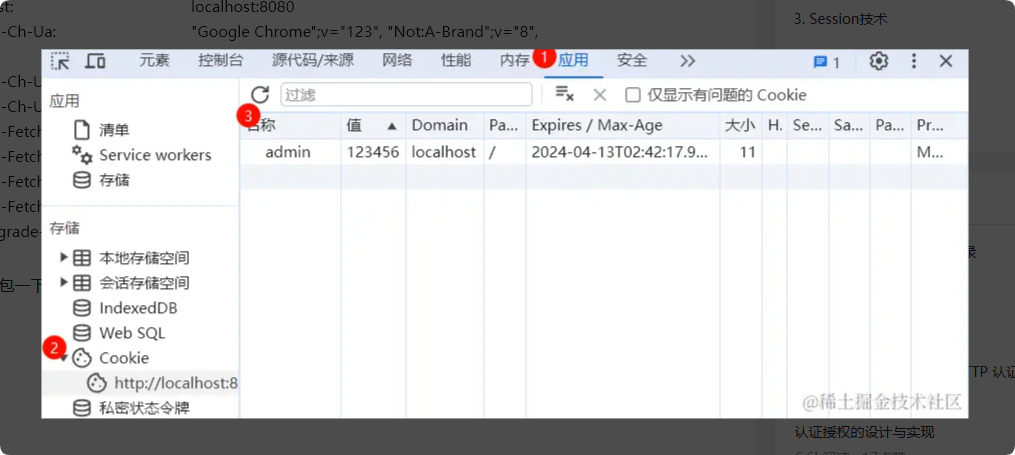 st: localhost:8080
-Ch-Ua: "Google Chrome";v="123", "Not:A-Brand";v="8",
3. Session技术
元素 控制台 源代码/来源 网络 性能 内存 1 应用 安全 1
应用
过滤
仅显示有问题的 Cookie
3
名称 值 Domain Pa... Expires / Max-Age 大小 H. Se... Sa... Pa... Pr...
admin 123456 localhost / 2024-04-13T02:42:17.9... 11 M...
清单
Service workers
存储
存储
本地存储空间
会话存储空间
IndexedDB
Web SQL
2
Cookie
http://localhost:8
私密状态令牌
-Ch-Ua
-Ch-U
-Fetch
-Fetch
-Fetch
-Fetch
grade-
包一下
录
TTP 认证
@稀土掘金技术社区
认证授权的设计与实现